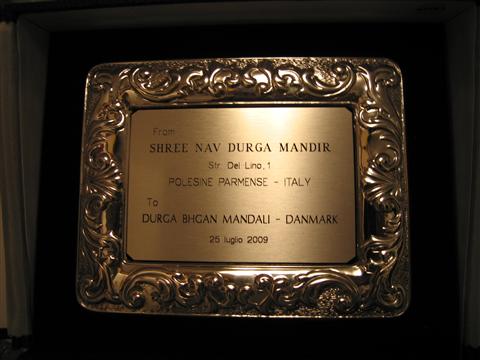 From
SHREE NAV DURGA MANDIR
Str. Del Lino, 1
POLESINE PARMENSE - ITALY
To
DURGA BHGAN MANDALI - DANMARK
25 luglio 2009